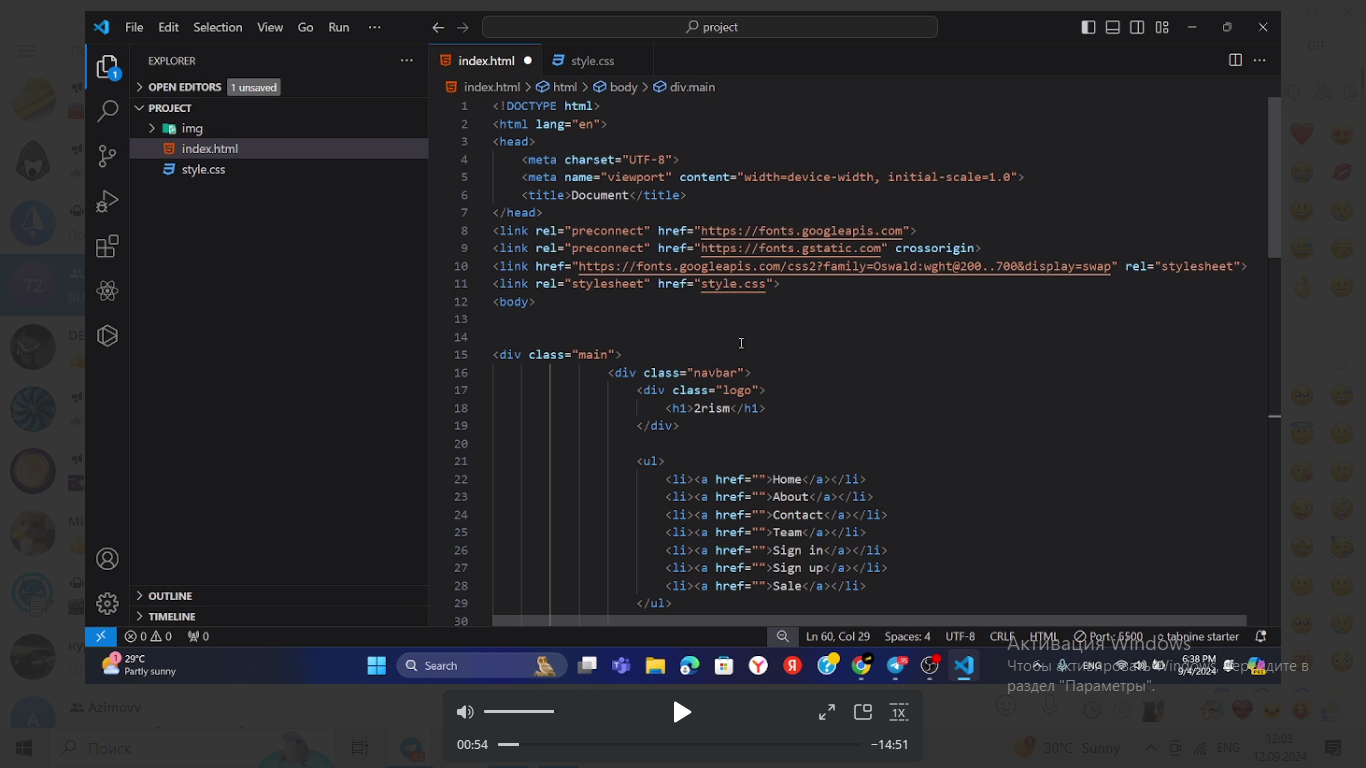 File Edit Selection View Go Run ···
project
EXPLORER
index.html
style.css
OPEN EDITORS 1 unsaved
index.html > html > body > div.main
PROJECT
img
index.html
style.css
1 <!DOCTYPE html>
2 <html lang="en">
3 <head>
4 <meta charset="UTF-8">
5 <meta name="viewport" content="width=device-width, initial-scale=1.0">
6 <title>Document</title>
7 </head>
8 <link rel="preconnect" href="https://fonts.googleapis.com">
9 <link rel="preconnect" href="https://fonts.gstatic.com" crossorigin>
10 <link href="https://fonts.googleapis.com/css2?family=Oswald:wght@200..700&display=swap" rel="stylesheet">
11 <link rel="stylesheet" href="style.css">
12 <body>
13
14
15 <div class="main">
16 <div class="navbar">
17 <div class="logo">
18 <h1>2rism</h1>
19 </div>
20
21 <ul>
22 <li><a href="">Home</a></li>
23 <li><a href="">About</a></li>
24 <li><a href="">Contact</a></li>
25 <li><a href="">Team</a></li>
26 <li><a href="">Sign in</a></li>
27 <li><a href="">Sign up</a></li>
28 <li><a href="">Sale</a></li>
29 </ul>
30
OUTLINE
TIMELINE
0 0 0
Ln 60, Col 29 Spaces: 4 UTF-8 CRLF HTML Port: 5500 tabnine starter
Активация Windows
Чтобы активировать Windows, перейдите в
раздел "Параметры".
29°C
Partly sunny
Search
ENG
6:38 PM
9/4/2024
1X
00:54
-14:51
72
GIF
Azimovv
Поиск
30°C Sunny
ENG
12:03
12.09.2024